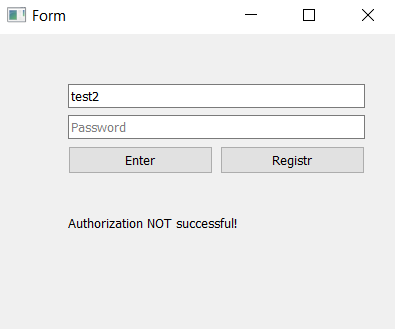 Form
test2
Password
Enter
Registr
Authorization NOT successful!